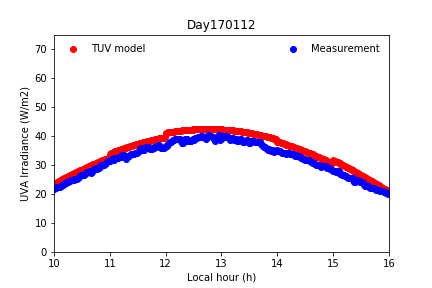 Day170112
TUV model
Measurement
UVA Irradiance (W/m2)
70
60
50
40
30
20
10
0
10 11 12 13 14 15 16
Local hour (h)